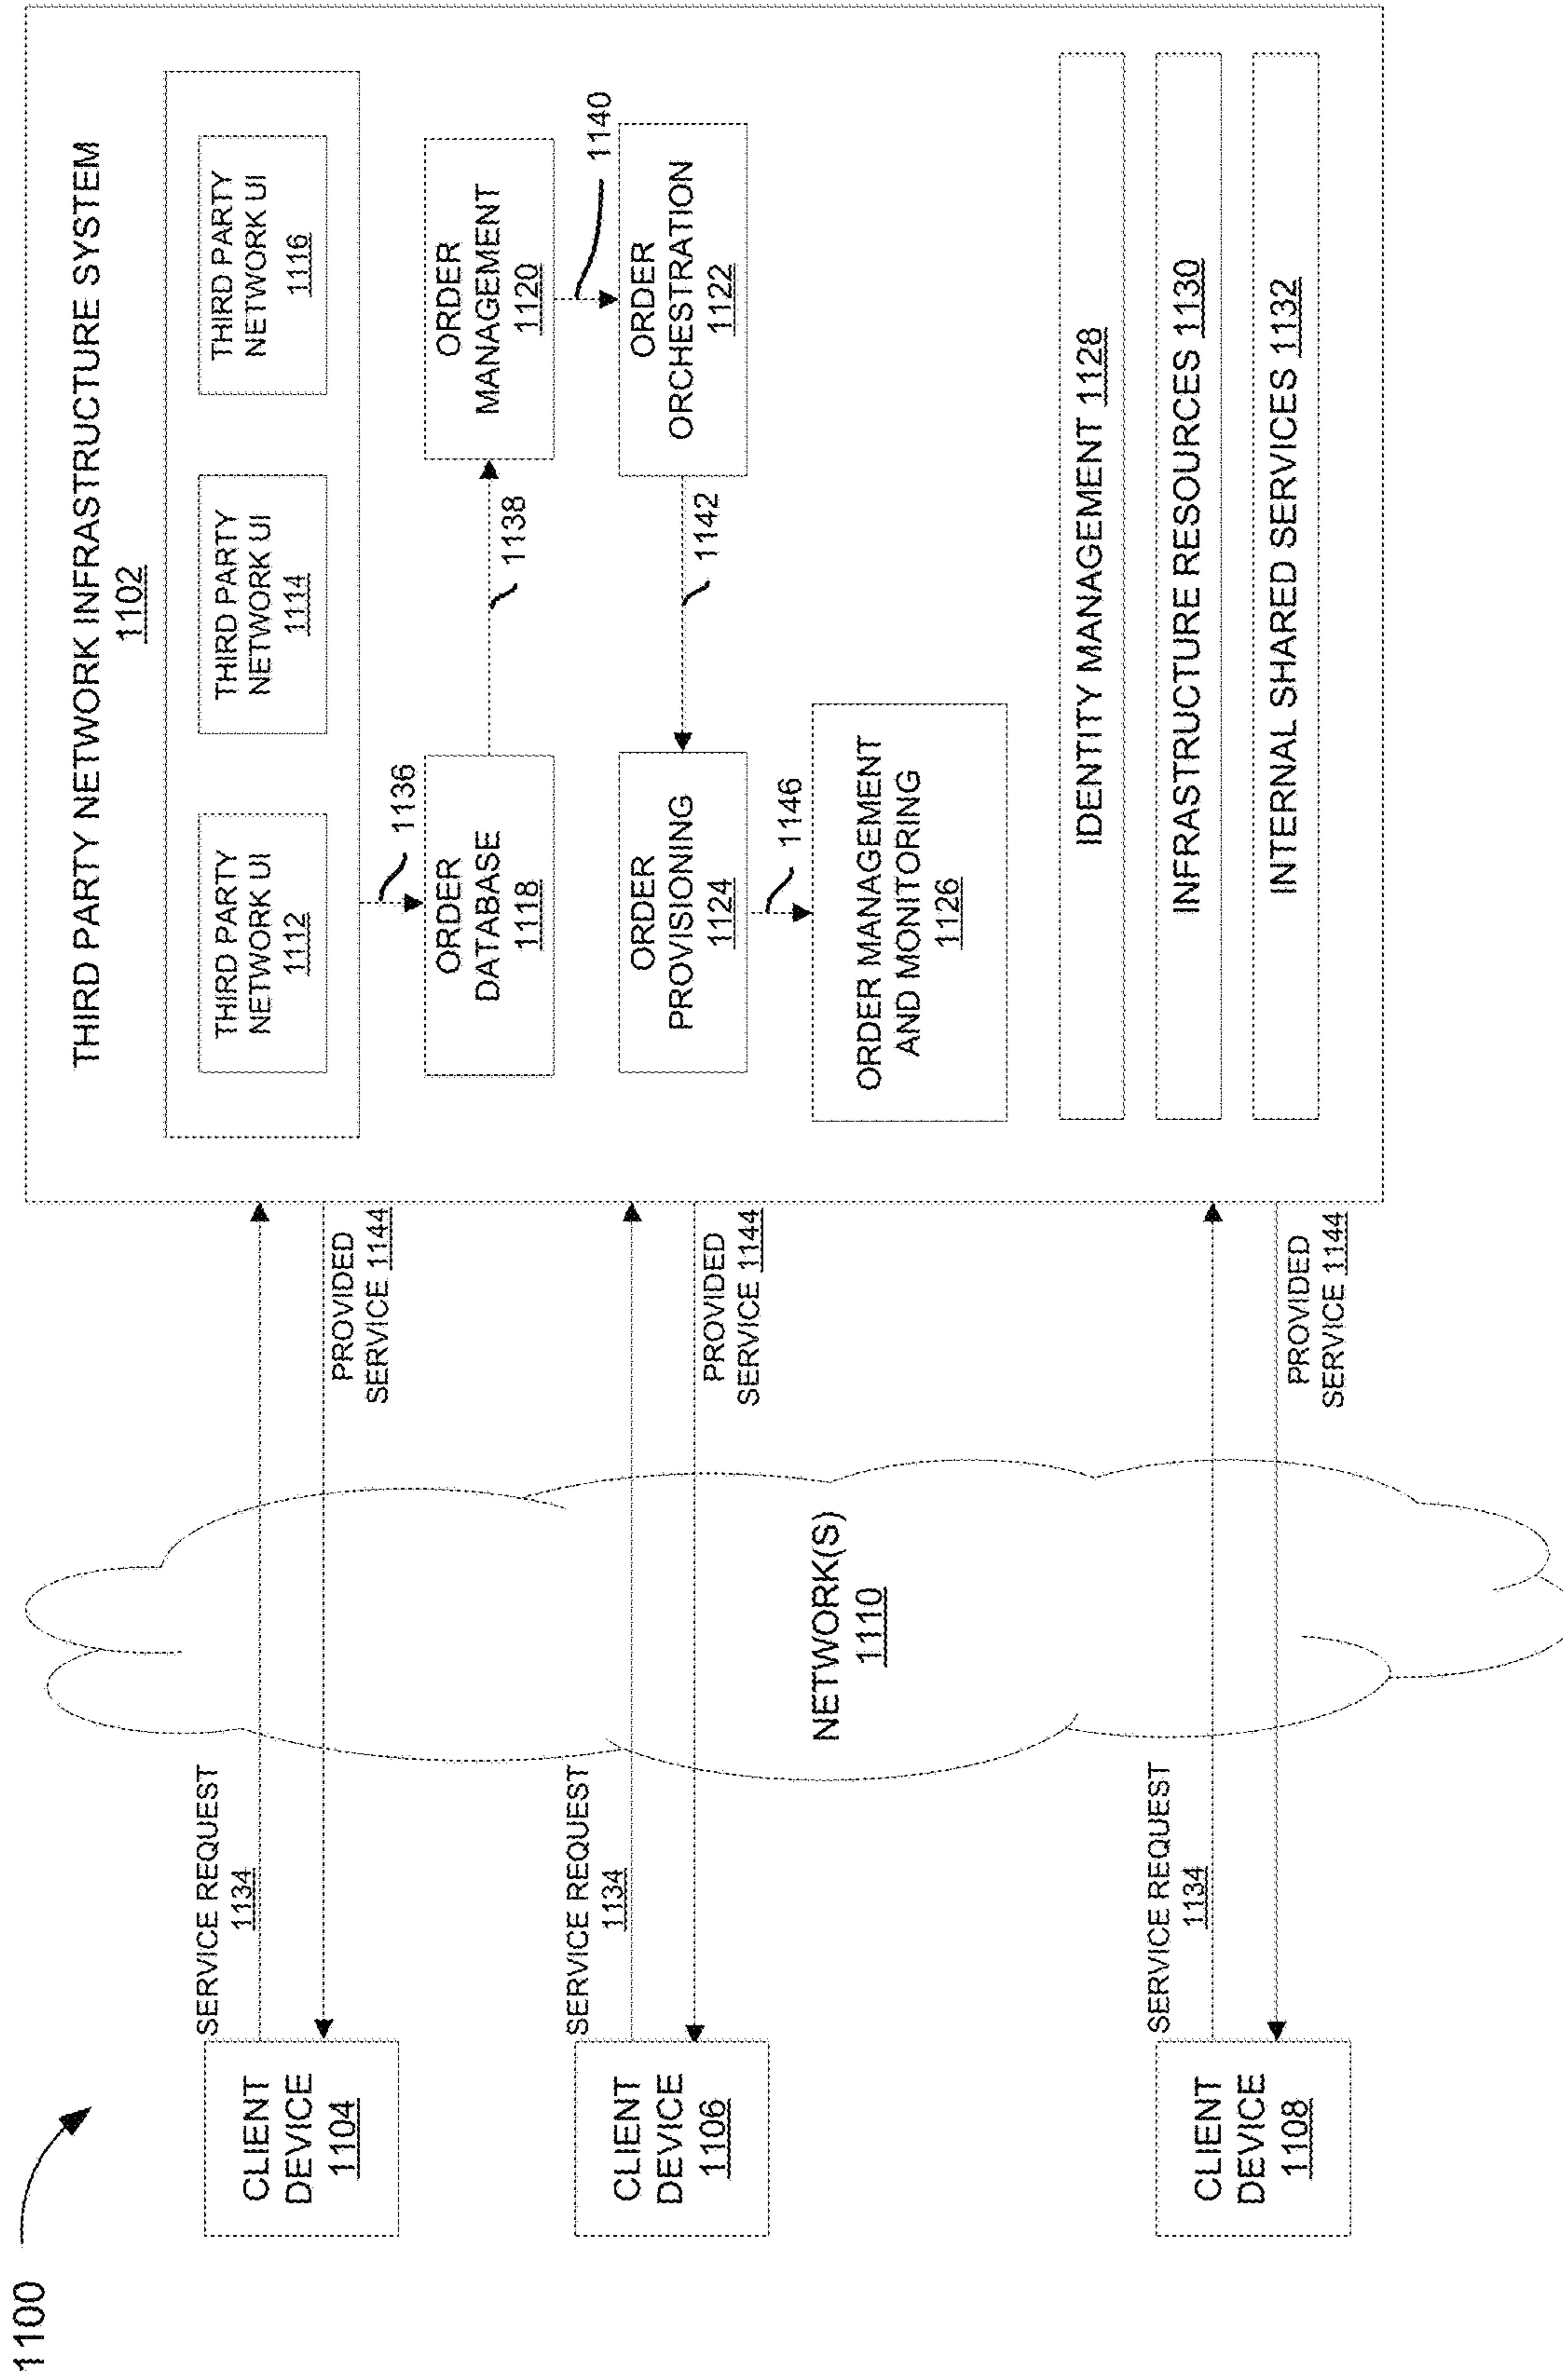 1100
THIRD PARTY NETWORK INFRASTRUCTURE SYSTEM
1102
THIRD PARTY
NETWORK UI
1112
THIRD PARTY
NETWORK UI
1114
THIRD PARTY
NETWORK UI
1116
1136
ORDER
DATABASE
1118
1138
ORDER
MANAGEMENT
1120
1140
ORDER
ORCHESTRATION
1122
1142
ORDER
PROVISIONING
1124
1146
ORDER MANAGEMENT
AND MONITORING
1126
IDENTITY MANAGEMENT 1128
INFRASTRUCTURE RESOURCES 1130
INTERNAL SHARED SERVICES 1132
CLIENT
DEVICE
1104
SERVICE REQUEST
1134
PROVIDED
SERVICE 1144
CLIENT
DEVICE
1106
SERVICE REQUEST
1134
PROVIDED
SERVICE 1144
NETWORK(S)
1110
CLIENT
DEVICE
1108
SERVICE REQUEST
1134
PROVIDED
SERVICE 1144